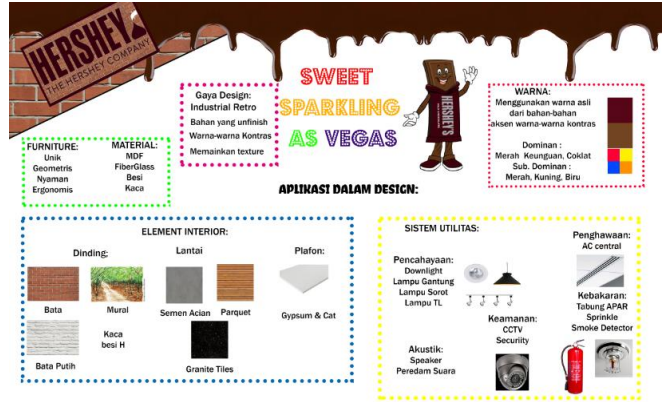 HERSHEY
THE HERSHEY COMPANY
Gaya Design:
Industrial Retro
Bahan yang unfinish
Warna-warna Kontras
Memainkan texture
SWEET
SPARKLING
AS VEGAS
HERSHEY'S
WARNA:
Menggunakan warna asli
dari bahan-bahan
aksen warna-warna kontras
Dominan :
Merah Keunguan, Coklat
Sub. Dominan :
Merah, Kuning, Biru
FURNITURE:
Unik
Geometris
Nyaman
Ergonomis
MATERIAL:
MDF
FiberGlass
Besi
Kaca
APLIKASI DALAM DESIGN:
ELEMENT INTERIOR:
Dinding:
Bata
Mural
Bata Putih
Kaca
besi H
Lantai
Semen Acian
Parquet
Granite Tiles
Plafon:
Gypsum & Cat
SISTEM UTILITAS:
Pencahayaan:
Downlight
Lampu Gantung
Lampu Sorot
Lampu TL
Akustik:
Speaker
Peredam Suara
Keamanan:
CCTV
Securiity
Penghawaan:
AC central
Kebakaran:
Tabung APAR
Sprinkle
Smoke Detector